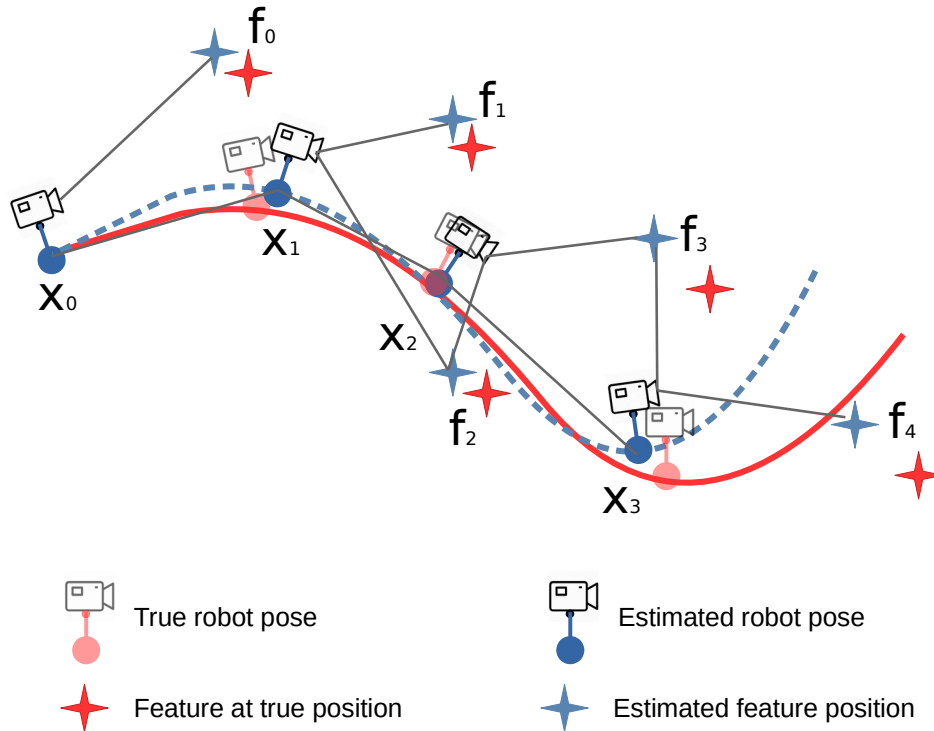 f₀
f₁
x₁
f₃
x₀
x₂
f₂
f₄
x₃
True robot pose
Estimated robot pose
Feature at true position
Estimated feature position